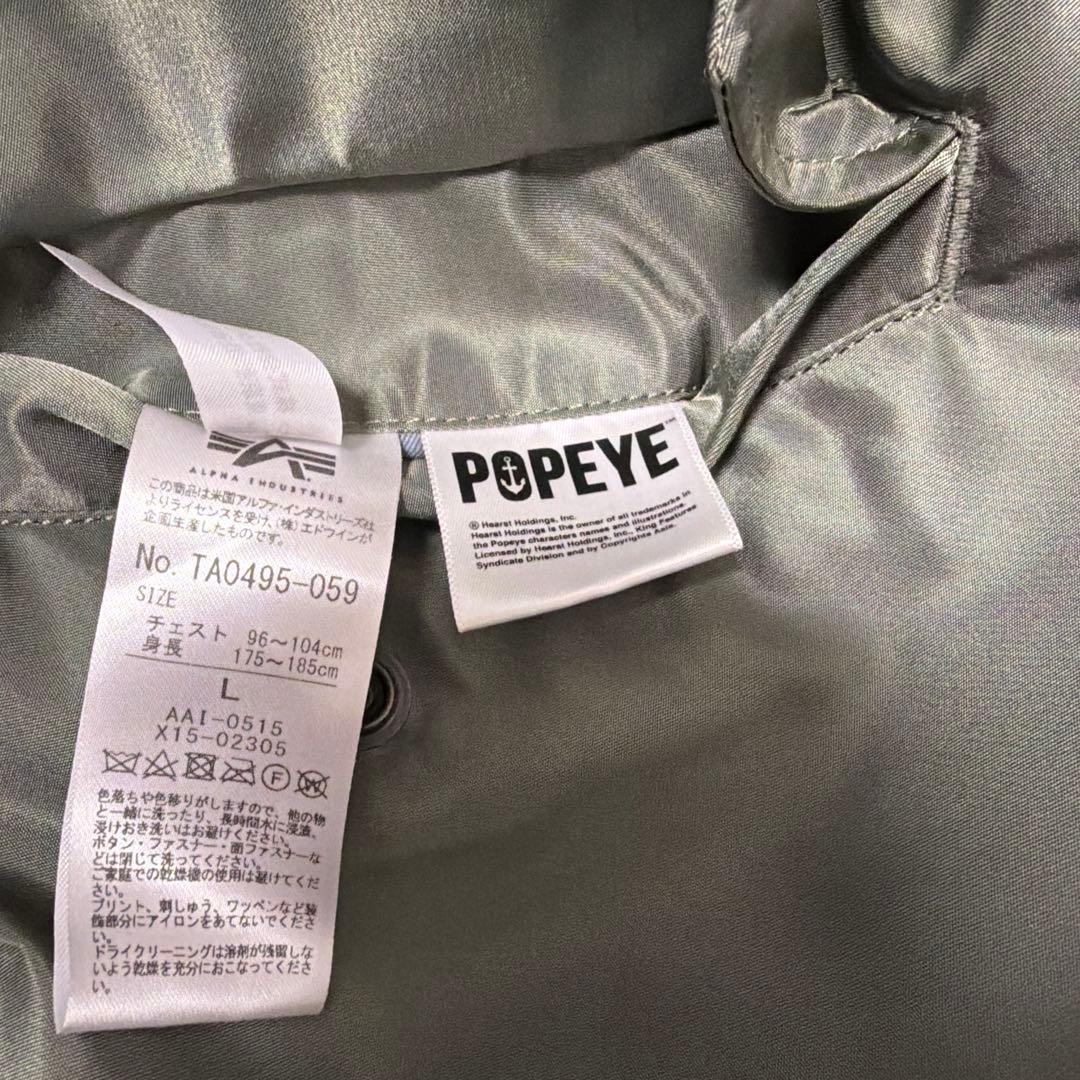 ALPHA INDUSTRIES
この商品は米国アルファ・インダストリーズ社
よりライセンスを受け、(株)エドウインが
企画生産したものです。
No. TA0495-059
SIZE
チェスト 96～104cm
身長 175～185cm
L
AAI-0515
X15-02305
F
W
色落ちや色移りがしますので、他の物
と一緒に洗ったり、長時間水に浸漬、
浸けおき洗いはお避けください。
ボタン・ファスナー・面ファスナーな
どは閉じて洗ってください。
ご家庭での乾燥機の使用は避けてくだ
さい。
プリント、刺しゅう、ワッペンなど装
飾部分にアイロンをあてないでくださ
い。
ドライクリーニングは溶剤が残留しな
いよう乾燥を充分におこなってくださ
い。
POPEYE™
® Hearst Holdings, Inc.
Hearst Holdings is the owner of all trademarks in
the Popeye characters names and illustrations.
Licensed by Hearst Holdings, Inc., King Features
Syndicate Division and by Copyrights Asia.